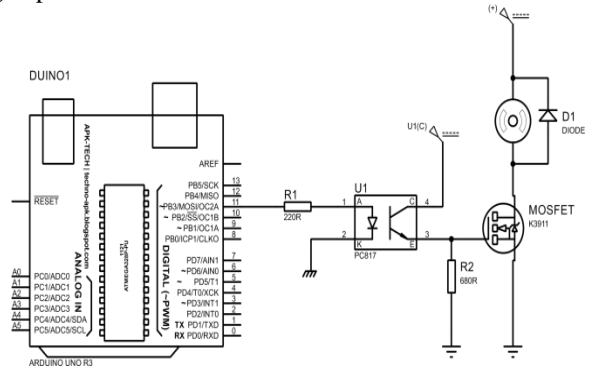 DUINO1
APK-TECH | techno-apk.blogspot.com
RESET
AREF
PB5/SCK 13
PB4/MISO 12
~PB3/MOSI/OC2A 11
~PB2/SS/OC1B 10
~PB1/OC1A 9
PB0/ICP1/CLKO 8
PD7/AIN1 7
~PD6/AIN0 6
~PD5/T1 5
PD4/T0/XCK 4
~PD3/INT1 3
PD2/INT0 2
TX PD1/TXD 1
RX PD0/RXD 0
DIGITAL (~PWM)
ANALOG IN
A0 PC0/ADC0
A1 PC1/ADC1
A2 PC2/ADC2
A3 PC3/ADC3
A4 PC4/ADC4/SDA
A5 PC5/ADC5/SCL
ARDUINO UNO R3
R1
220R
U1
1 A
2 K
C 4
E 3
PC817
U1(C)
R2
680R
(+)
D1
DIODE
MOSFET
K3911